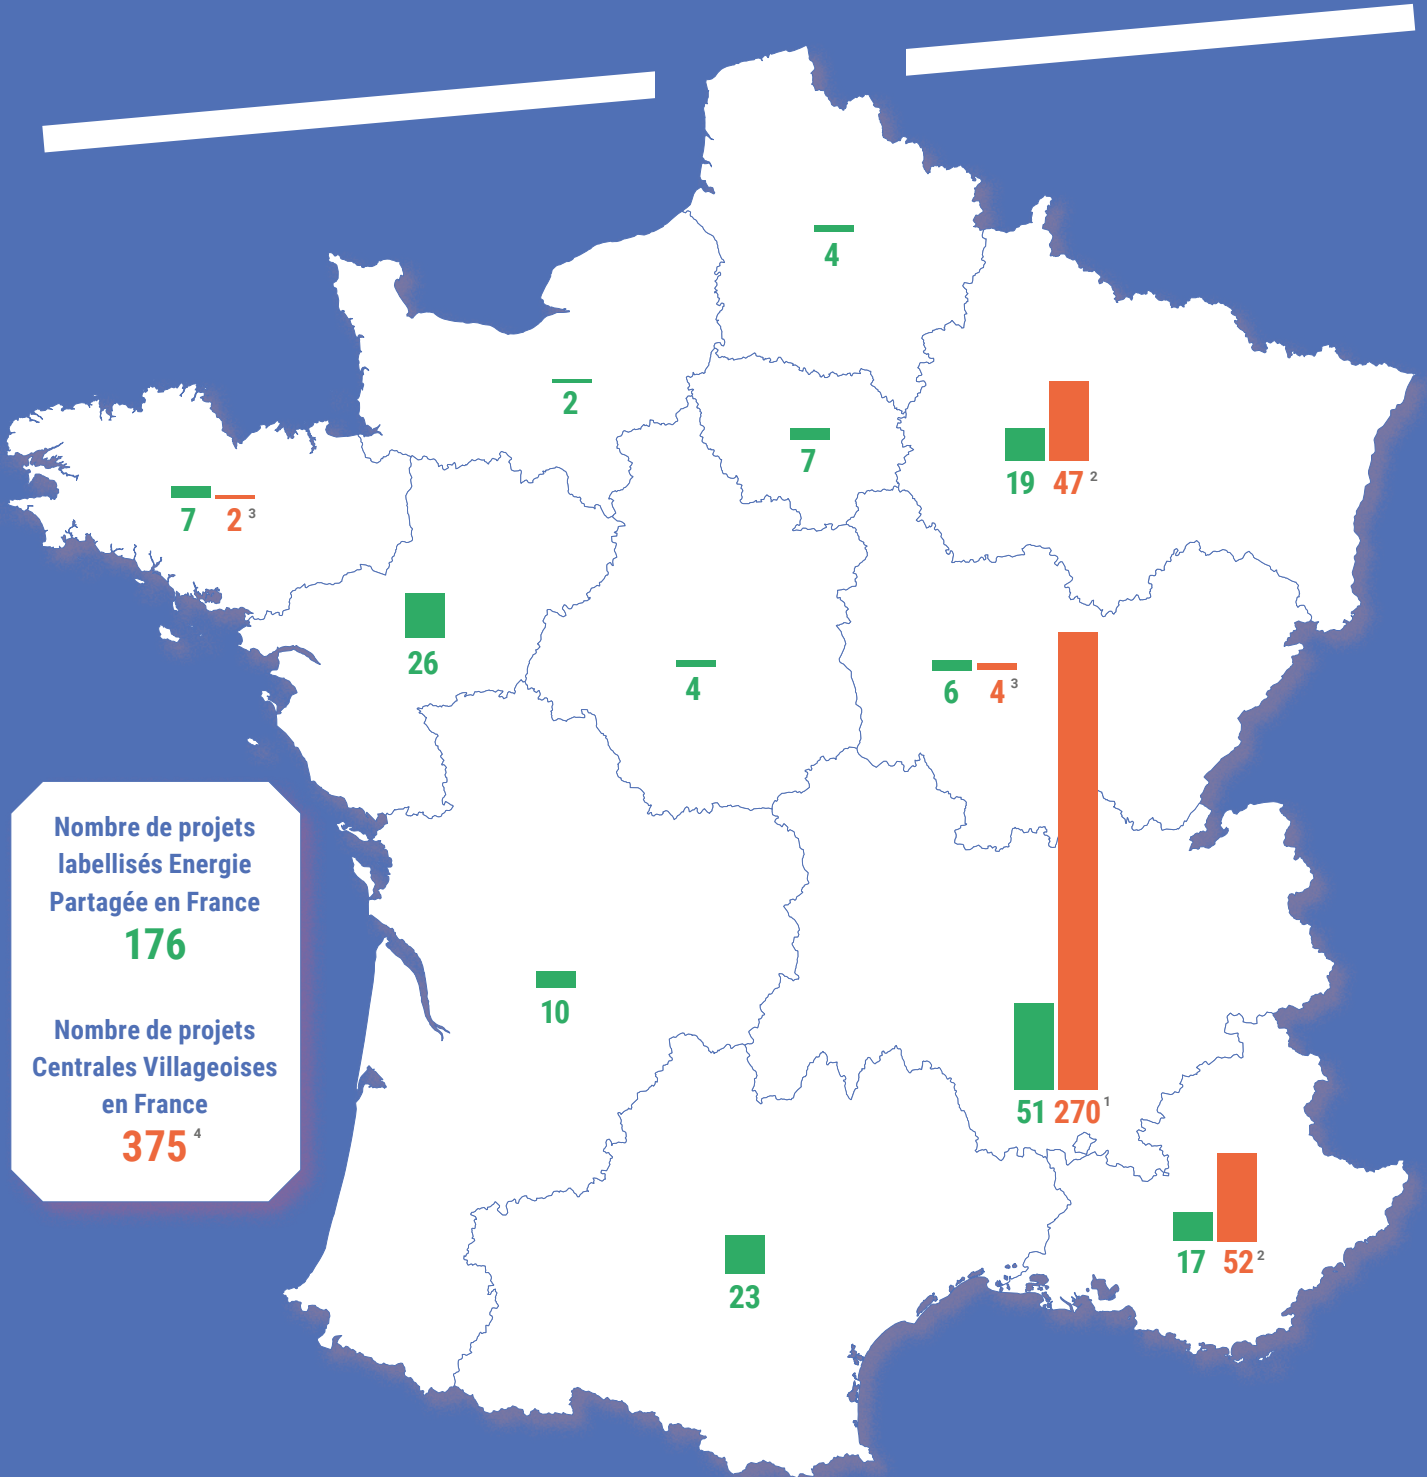 4
2
7
19 47 2
7 2 3
26
4
6 4 3
Nombre de projets
labellisés Energie
Partagée en France
176
Nombre de projets
Centrales Villageoises
en France
375 4
10
51 270 1
17 52 2
23